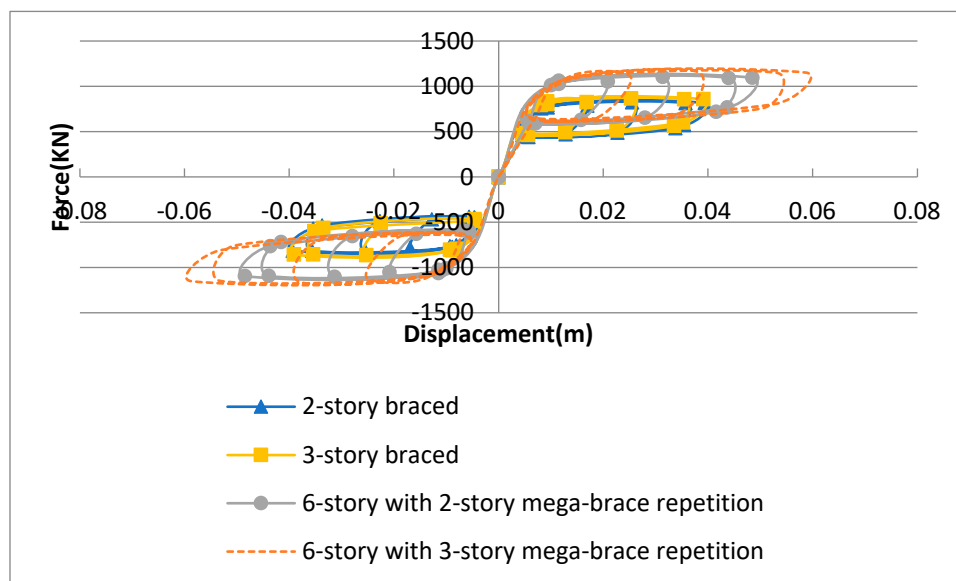 1500
1000
500
0
-0.08 -0.06 -0.04 -0.02 0 0.02 0.04 0.06 0.08
-500
-1000
-1500
Force(KN)
Displacement(m)
2-story braced
3-story braced
6-story with 2-story mega-brace repetition
6-story with 3-story mega-brace repetition